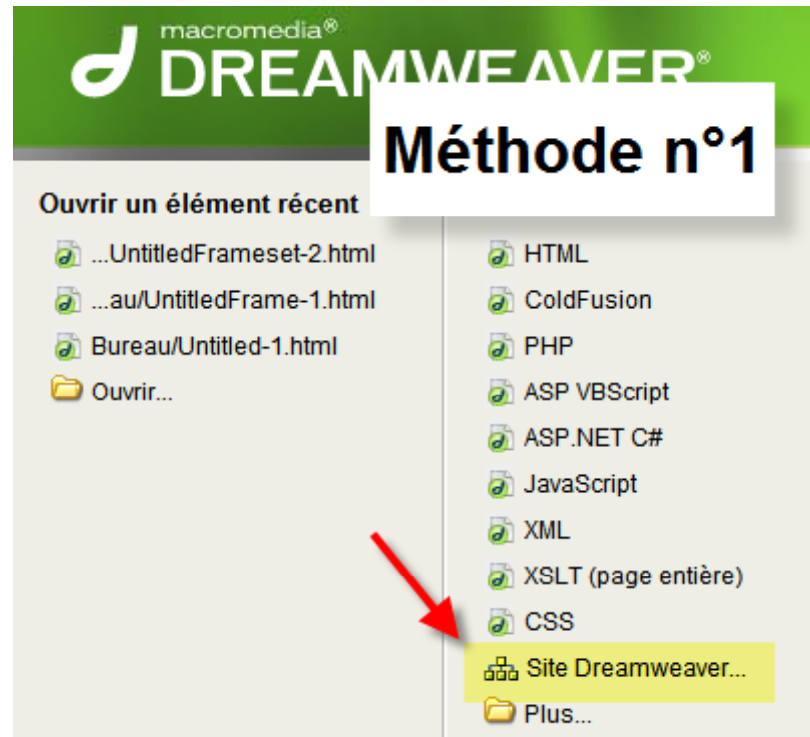 macromedia®
DREAMWEAVER®
Méthode n°1
Ouvrir un élément récent
...UntitledFrameset-2.html
...au/UntitledFrame-1.html
Bureau/Untitled-1.html
Ouvrir...
HTML
ColdFusion
PHP
ASP VBScript
ASP.NET C#
JavaScript
XML
XSLT (page entière)
CSS
Site Dreamweaver...
Plus...